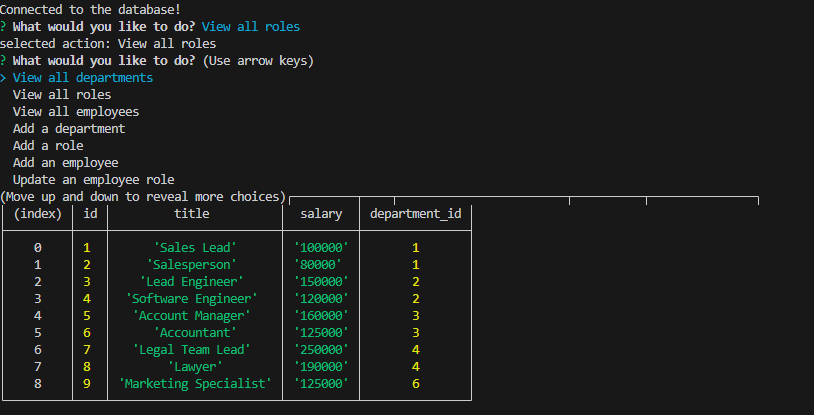 Connected to the database!
? What would you like to do? View all roles
selected action: View all roles
? What would you like to do? (Use arrow keys)
> View all departments
View all roles
View all employees
Add a department
Add a role
Add an employee
Update an employee role
(Move up and down to reveal more choices)
(index) id title salary department_id
0 1 'Sales Lead' '100000' 1
1 2 'Salesperson' '80000' 1
2 3 'Lead Engineer' '150000' 2
3 4 'Software Engineer' '120000' 2
4 5 'Account Manager' '160000' 3
5 6 'Accountant' '125000' 3
6 7 'Legal Team Lead' '250000' 4
7 8 'Lawyer' '190000' 4
8 9 'Marketing Specialist' '125000' 6